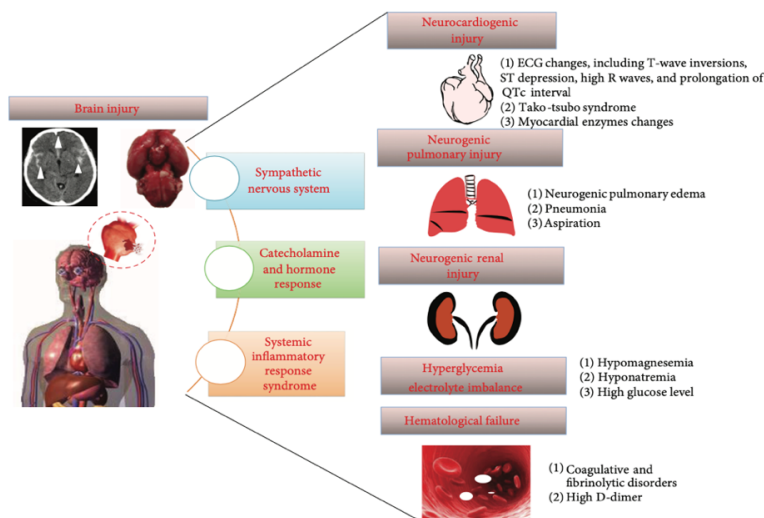 Brain injury
Sympathetic
nervous system
Catecholamine
and hormone
response
Systemic
inflammatory
response
syndrome
Neurocardiogenic
injury
(1) ECG changes, including T-wave inversions,
ST depression, high R waves, and prolongation of
QTc interval
(2) Tako-tsubo syndrome
(3) Myocardial enzymes changes
Neurogenic
pulmonary injury
(1) Neurogenic pulmonary edema
(2) Pneumonia
(3) Aspiration
Neurogenic renal
injury
Hyperglycemia
electrolyte imbalance
(1) Hypomagnesemia
(2) Hyponatremia
(3) High glucose level
Hematological failure
(1) Coagulative and
fibrinolytic disorders
(2) High D-dimer